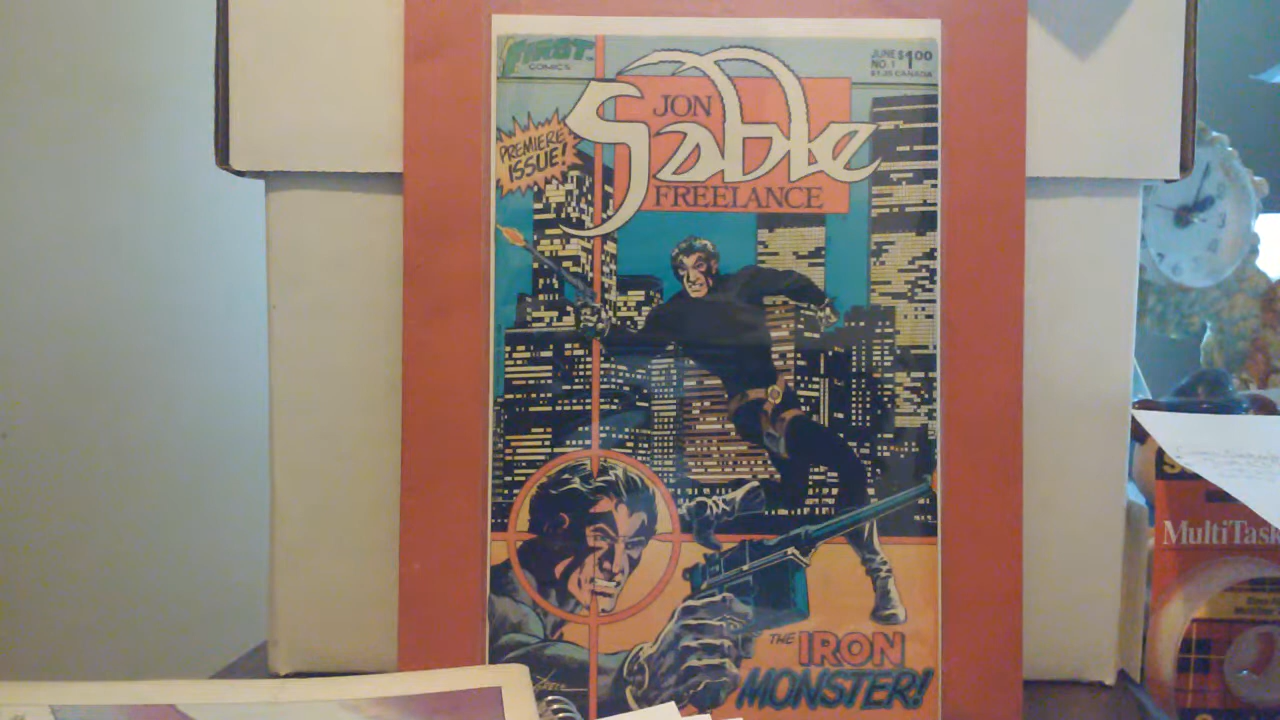 FIRST
COMICS
JUNE $1.00
NO. 1
$1.25 CANADA
JON
Sable
FREELANCE
PREMIERE
ISSUE!
THE IRON
MONSTER!
MultiTask